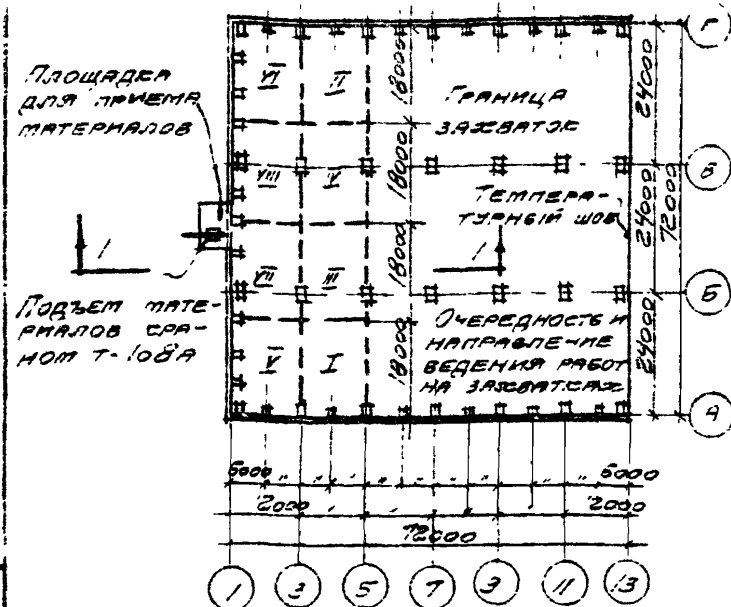 Площадка
для приема
материалов
VI
II
18000
Граница
захваток
24000
Г
VIII
IV
18000
Темпера-
турный шов
24000
72000
В
1
1
Подъем мате-
риалов кра-
ном Т-108А
VII
III
18000
Очередность и
направление
ведения работ
на захватках
24000
Б
V
I
18000
А
6000
" " " " " " " " " "
6000
12000
12000
72000
1
3
5
7
9
11
13